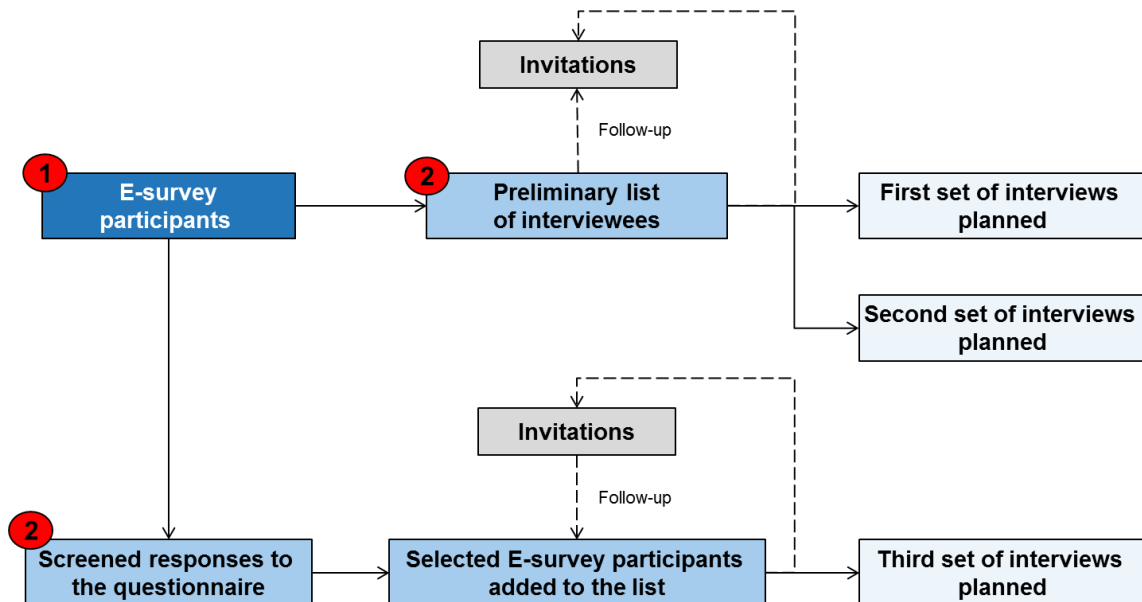 Invitations
Follow-up
1
E-survey
participants
2
Preliminary list
of interviewees
First set of interviews
planned
Second set of interviews
planned
Invitations
Follow-up
2
Screened responses to
the questionnaire
Selected E-survey participants
added to the list
Third set of interviews
planned